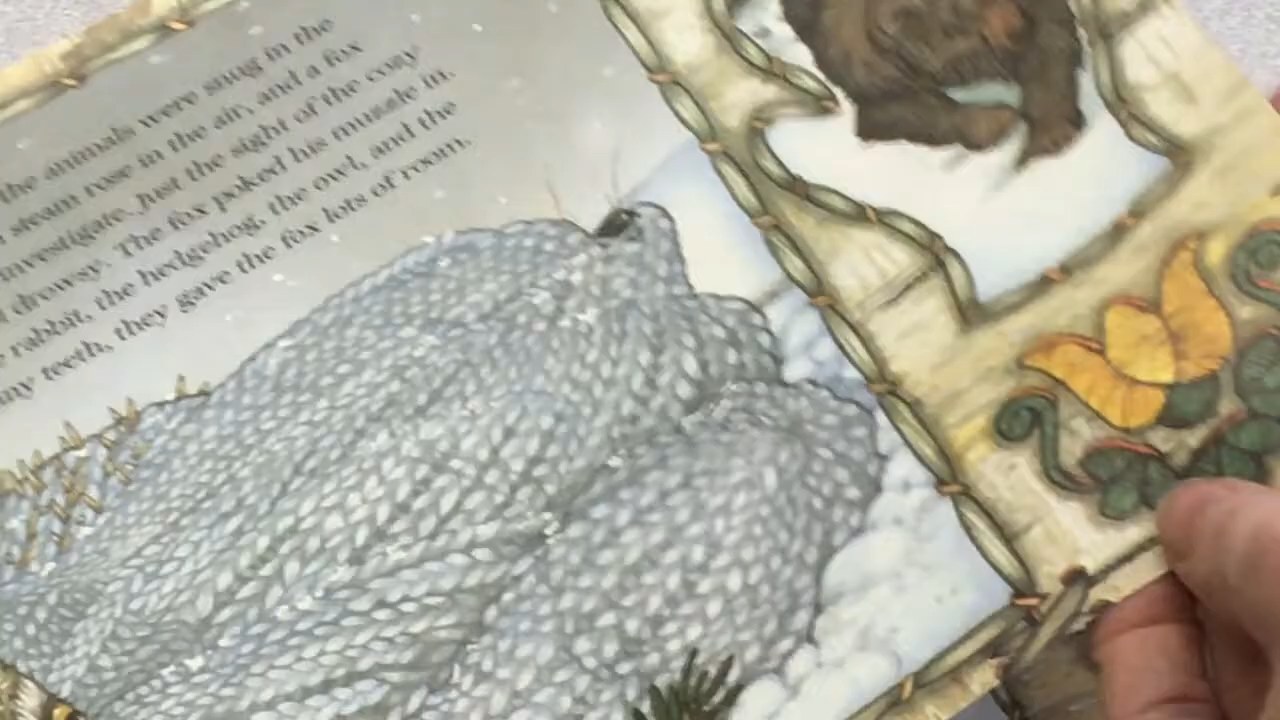 the animals were snug in the
steam rose in the air, and a fox
investigate. Just the sight of the cozy
drowsy. The fox poked his muzzle in.
rabbit, the hedgehog, the owl, and the
ny teeth, they gave the fox lots of room.